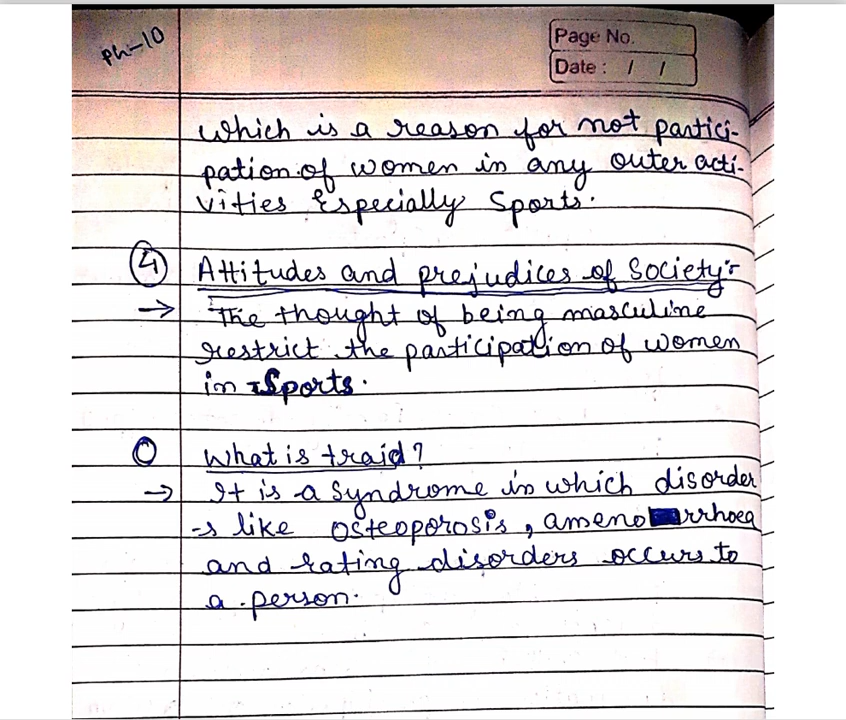 Ph-10
Page No.
Date : / /
which is a reason for not partici-
pation of women in any outer acti-
vities Especially Sports.
4 Attitudes and prejudices of Society:-
→ The thought of being masculine
restrict the participation of women
in Sports.
O What is traid?
→ It is a syndrome in which disorder
-s like osteoporosis, amenorrhoea
and eating disorders occurs to
a person.